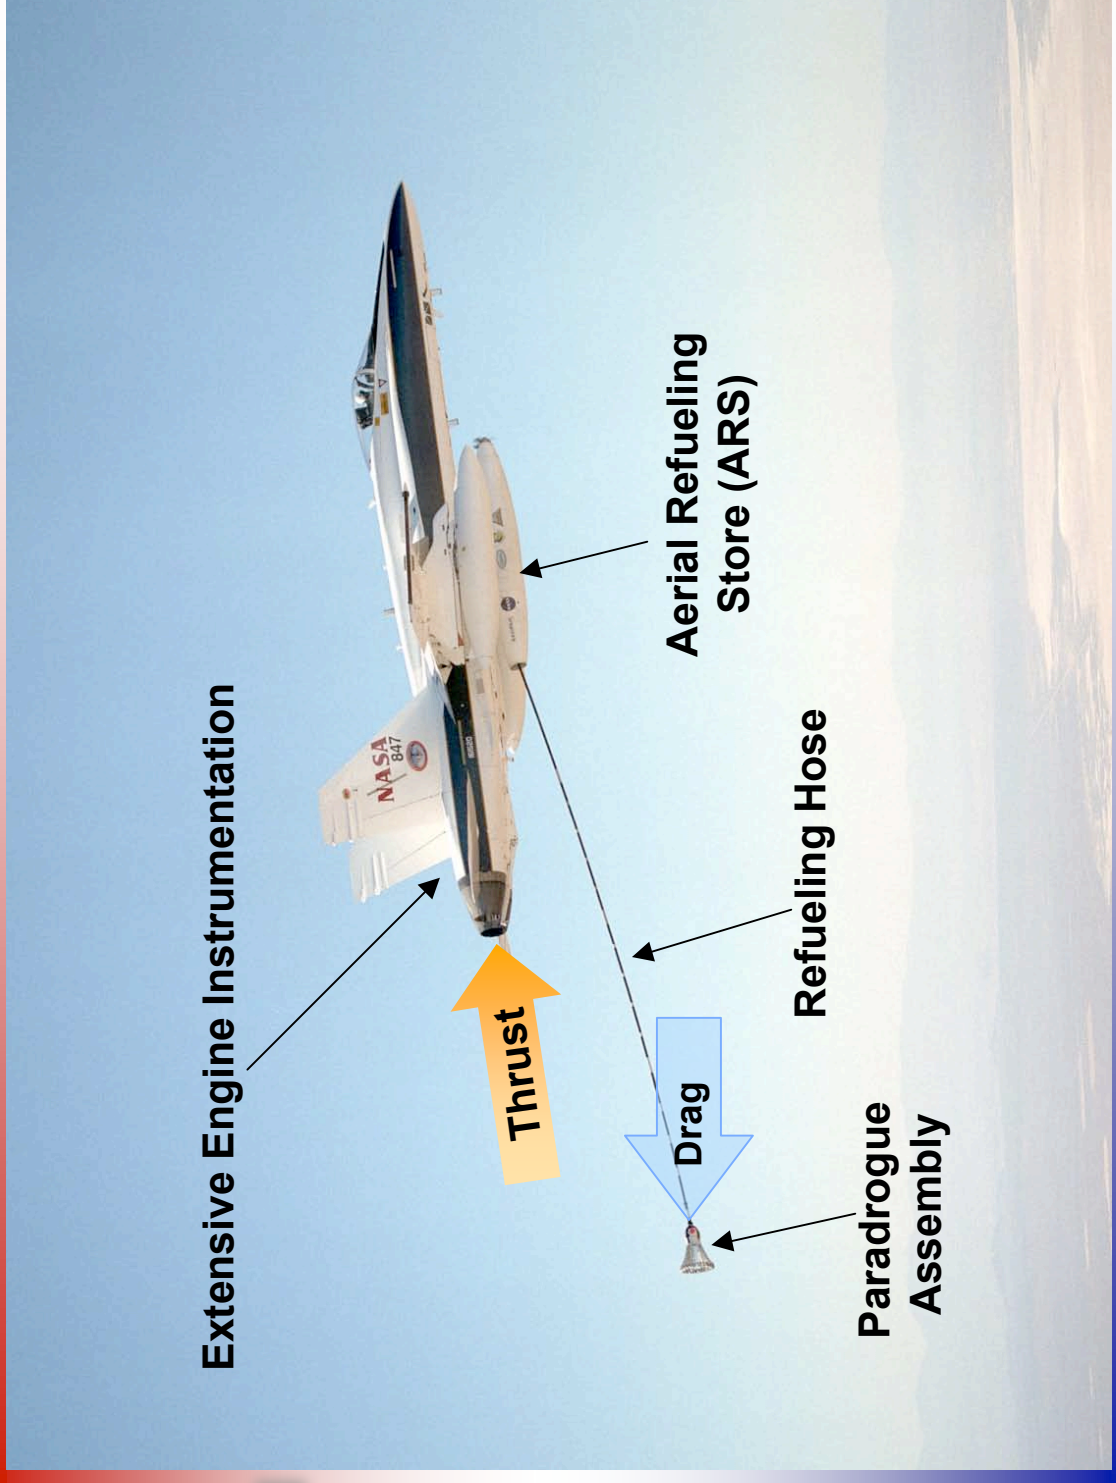 Extensive Engine Instrumentation
NASA
847
Thrust
Drag
Aerial Refueling
Store (ARS)
Refueling Hose
Paradrogue
Assembly